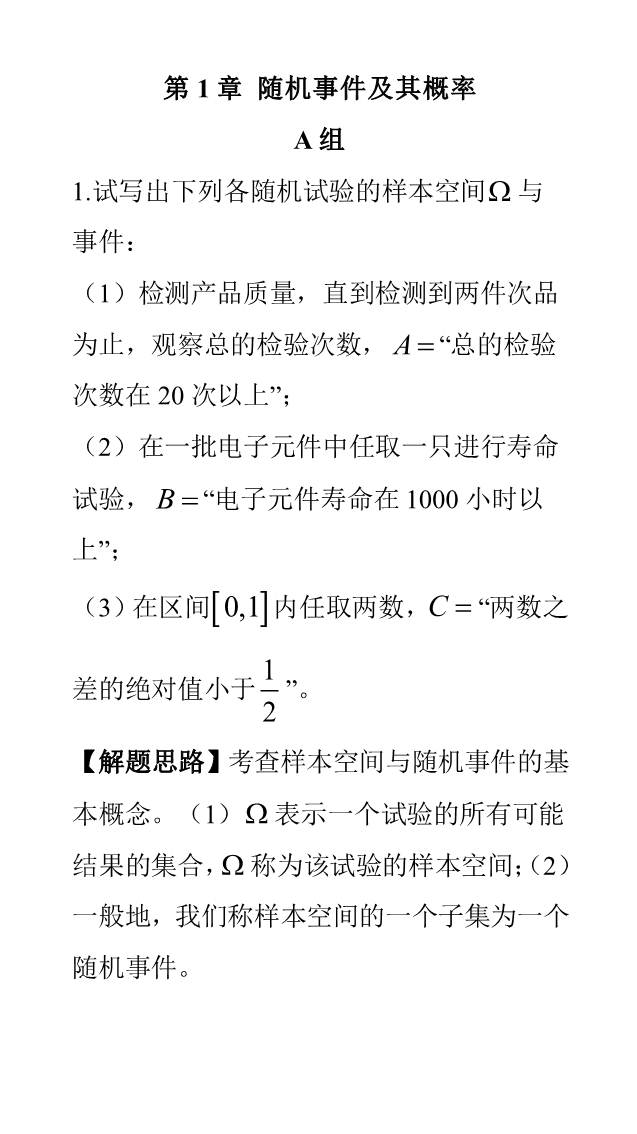 第 1 章 随机事件及其概率
A 组
1.试写出下列各随机试验的样本空间Ω 与
事件：
（1）检测产品质量，直到检测到两件次品
为止，观察总的检验次数， A =“总的检验
次数在 20 次以上”;
（2）在一批电子元件中任取一只进行寿命
试验， B =“电子元件寿命在 1000 小时以
上”;
（3）在区间[0,1]内任取两数，C =“两数之
差的绝对值小于 1/2 ”。
【解题思路】考查样本空间与随机事件的基
本概念。（1）Ω 表示一个试验的所有可能
结果的集合，Ω 称为该试验的样本空间;（2）
一般地，我们称样本空间的一个子集为一个
随机事件。